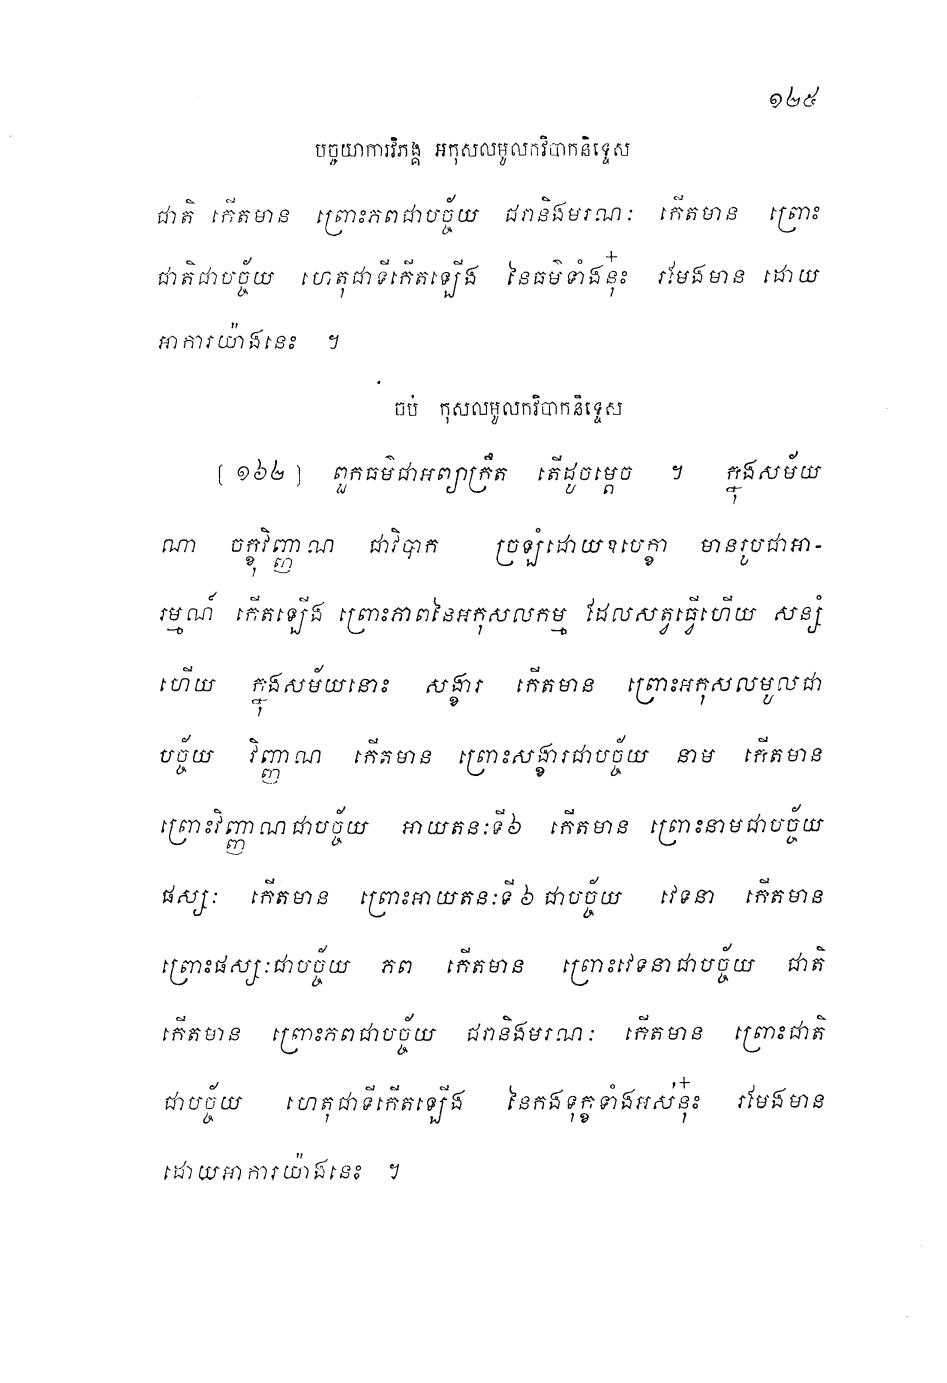 ១២៥
បច្ចយាការវិភង្គ អកុសលមូលកវិបាកនិទ្ទេស
ជាតិ កើតមាន ព្រោះភពជាបច្ច័យ ជរានិងមរណៈ កើតមាន ព្រោះ
ជាតិជាបច្ច័យ ហេតុជាទីកើតឡើង នៃធម៌ទាំងនុ៎ះ រមែងមាន ដោយ
អាការយ៉ាងនេះ ។
ចប់ កុសលមូលកវិបាកនិទ្ទេស
[ ១៦២ ] ពួកធម៌ជាអព្យាក្រឹត តើដូចម្តេច ។ ក្នុងសម័យ
ណា ចក្ខុវិញ្ញាណ ជាវិបាក ច្រឡំដោយឧបេក្ខា មានរូបជាអា-
រម្មណ៍ កើតឡើង ព្រោះភាពនៃអកុសលកម្ម ដែលសត្វធ្វើហើយ សន្សំ
ហើយ ក្នុងសម័យនោះ សង្ខារ កើតមាន ព្រោះអកុសលមូលជា
បច្ច័យ វិញ្ញាណ កើតមាន ព្រោះសង្ខារជាបច្ច័យ នាម កើតមាន
ព្រោះវិញ្ញាណជាបច្ច័យ អាយតនៈទី៦ កើតមាន ព្រោះនាមជាបច្ច័យ
ផស្សៈ កើតមាន ព្រោះអាយតនៈទី៦ ជាបច្ច័យ វេទនា កើតមាន
ព្រោះផស្សៈជាបច្ច័យ ភព កើតមាន ព្រោះវេទនាជាបច្ច័យ ជាតិ
កើតមាន ព្រោះភពជាបច្ច័យ ជរានិងមរណៈ កើតមាន ព្រោះជាតិ
ជាបច្ច័យ ហេតុជាទីកើតឡើង នៃកងទុក្ខទាំងអស់នុ៎ះ រមែងមាន
ដោយអាការយ៉ាងនេះ ។